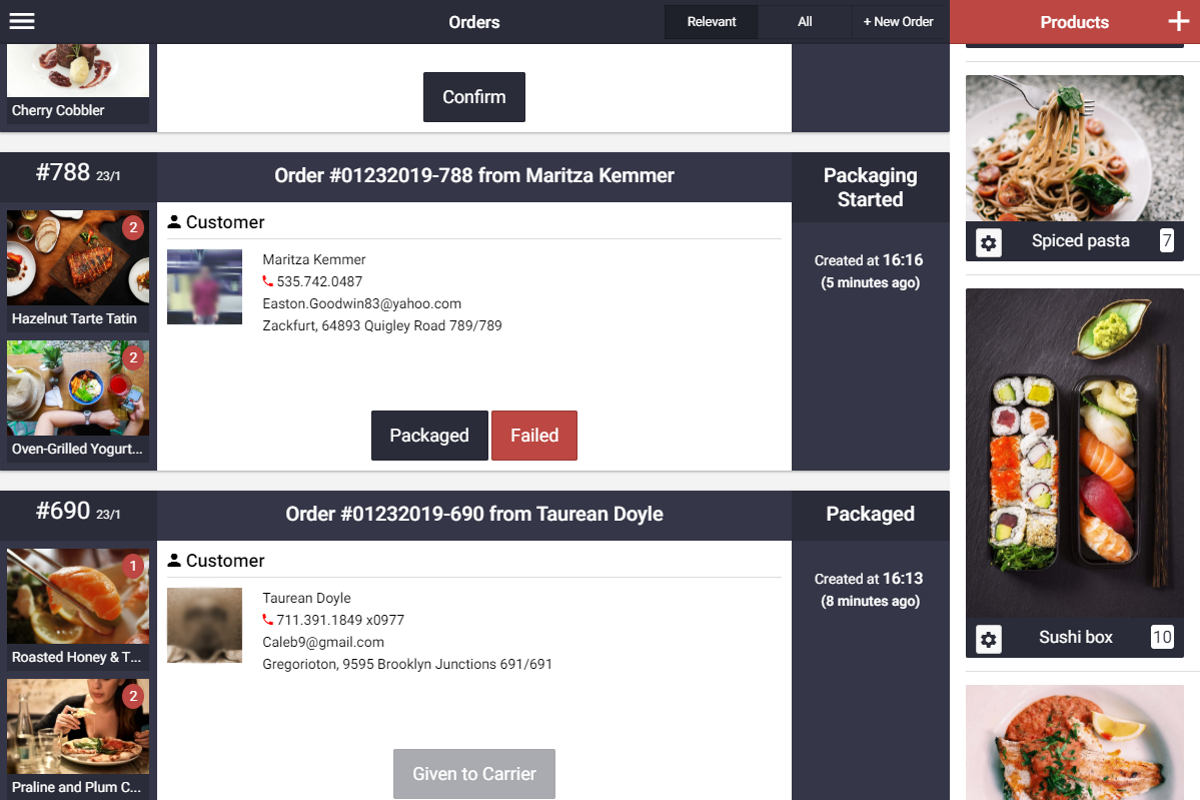 Orders
Relevant
All
+ New Order
Products
Cherry Cobbler
Confirm
#788 23/1
Order #01232019-788 from Maritza Kemmer
Packaging
Started
2
Hazelnut Tarte Tatin
2
Oven-Grilled Yogurt...
Customer
Maritza Kemmer
535.742.0487
Easton.Goodwin83@yahoo.com
Zackfurt, 64893 Quigley Road 789/789
Packaged
Failed
Created at 16:16
(5 minutes ago)
#690 23/1
Order #01232019-690 from Taurean Doyle
Packaged
1
Roasted Honey & T...
2
Praline and Plum C...
Customer
Taurean Doyle
711.391.1849 x0977
Caleb9@gmail.com
Gregorioton, 9595 Brooklyn Junctions 691/691
Given to Carrier
Created at 16:13
(8 minutes ago)
Spiced pasta
7
Sushi box
10